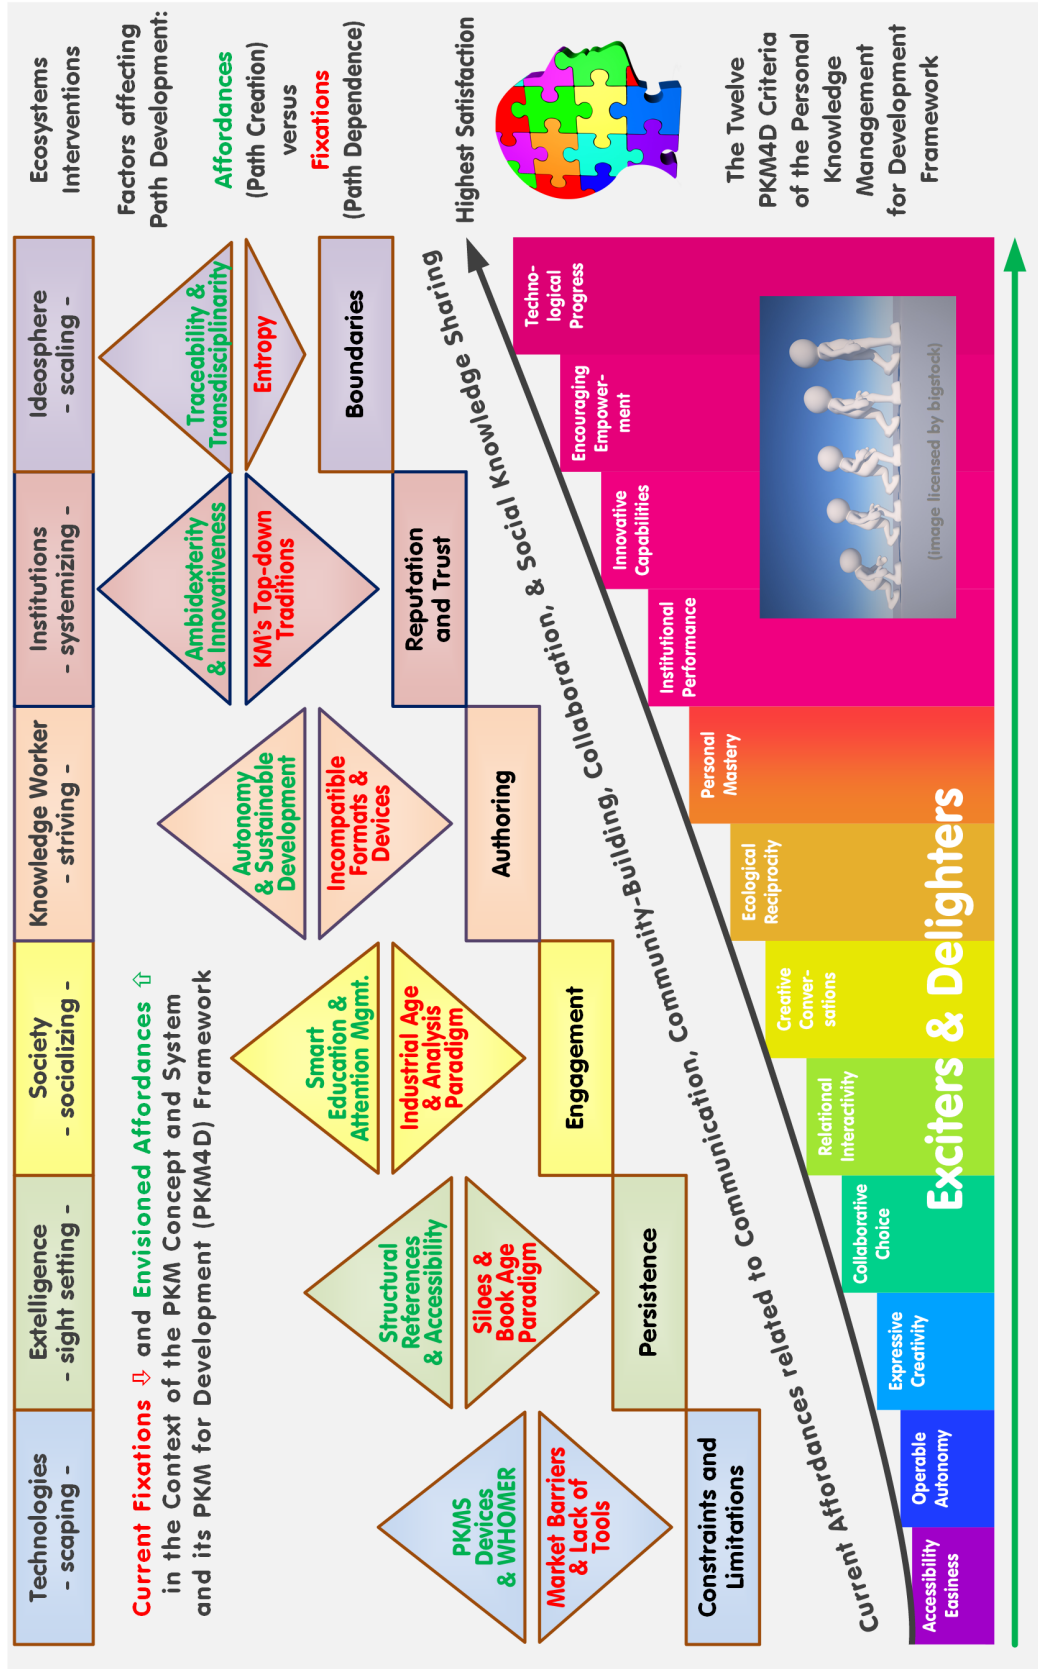 Technologies
- scaping -
Extelligence
- sight setting -
Society
- socializing -
Knowledge Worker
- striving -
Institutions
- systemizing -
Ideosphere
- scaling -
Ecosystems
Interventions
Current Fixations ⇩ and Envisioned Affordances ⇧
in the Context of the PKM Concept and System
and its PKM for Development (PKM4D) Framework
Factors affecting
Path Development:
Affordances
(Path Creation)
versus
Fixations
(Path Dependence)
PKMS
Devices
& WHOMER
Market Barriers
& Lack of
Tools
Constraints and
Limitations
Structural
References
& Accessibility
Siloes &
Book Age
Paradigm
Persistence
Smart
Education &
Attention Mgmt.
Industrial Age
& Analysis
Paradigm
Engagement
Autonomy
& Sustainable
Development
Incompatible
Formats &
Devices
Authoring
Ambidexterity
& Innovativeness
KM's Top-down
Traditions
Reputation
and Trust
Traceability &
Transdisciplinarity
Entropy
Boundaries
Current Affordances related to Communication, Community-Building, Collaboration, & Social Knowledge Sharing
Highest Satisfaction
Accessibility
Easiness
Operable
Autonomy
Expressive
Creativity
Collaborative
Choice
Relational
Interactivity
Creative
Conver-
sations
Ecological
Reciprocity
Personal
Mastery
Institutional
Performance
Innovative
Capabilities
Encouraging
Empower-
ment
Techno-
logical
Progress
Exciters & Delighters
(image licensed by bigstock)
The Twelve
PKM4D Criteria
of the Personal
Knowledge
Management
for Development
Framework